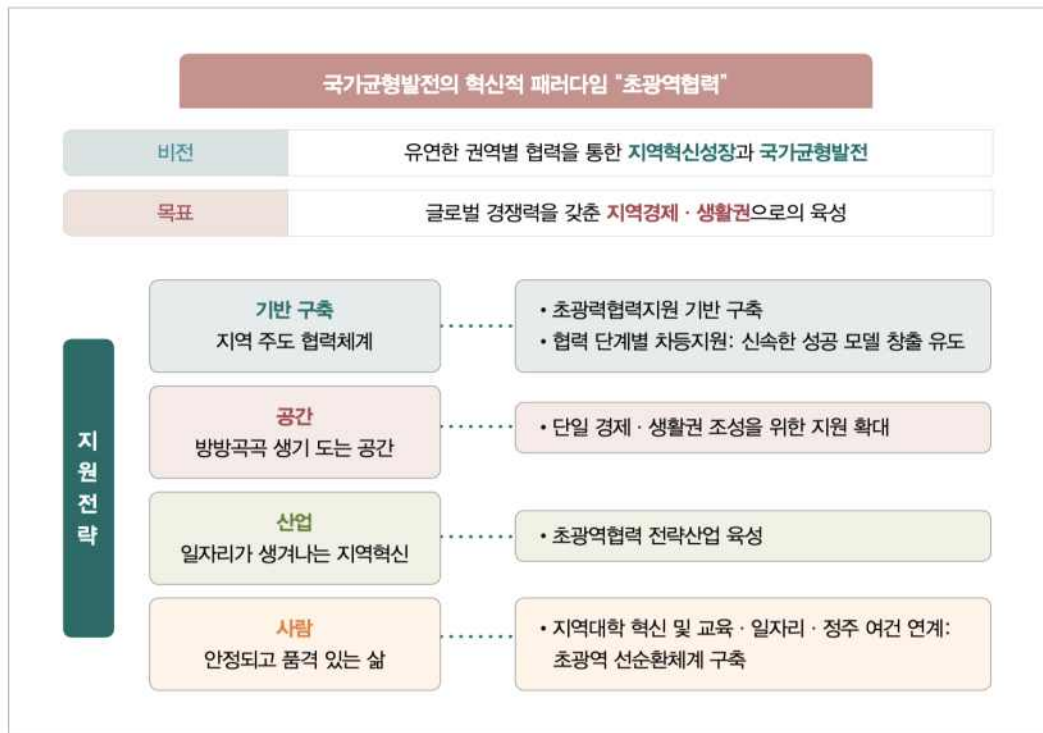 국가균형발전의 혁신적 패러다임 "초광역협력"
비전
유연한 권역별 협력을 통한 지역혁신성장과 국가균형발전
목표
글로벌 경쟁력을 갖춘 지역경제 · 생활권으로의 육성
지원전략
기반 구축
지역 주도 협력체계
• 초광력협력지원 기반 구축
• 협력 단계별 차등지원: 신속한 성공 모델 창출 유도
공간
방방곡곡 생기 도는 공간
• 단일 경제 · 생활권 조성을 위한 지원 확대
산업
일자리가 생겨나는 지역혁신
• 초광역협력 전략산업 육성
사람
안정되고 품격 있는 삶
• 지역대학 혁신 및 교육 · 일자리 · 정주 여건 연계:
초광역 선순환체계 구축